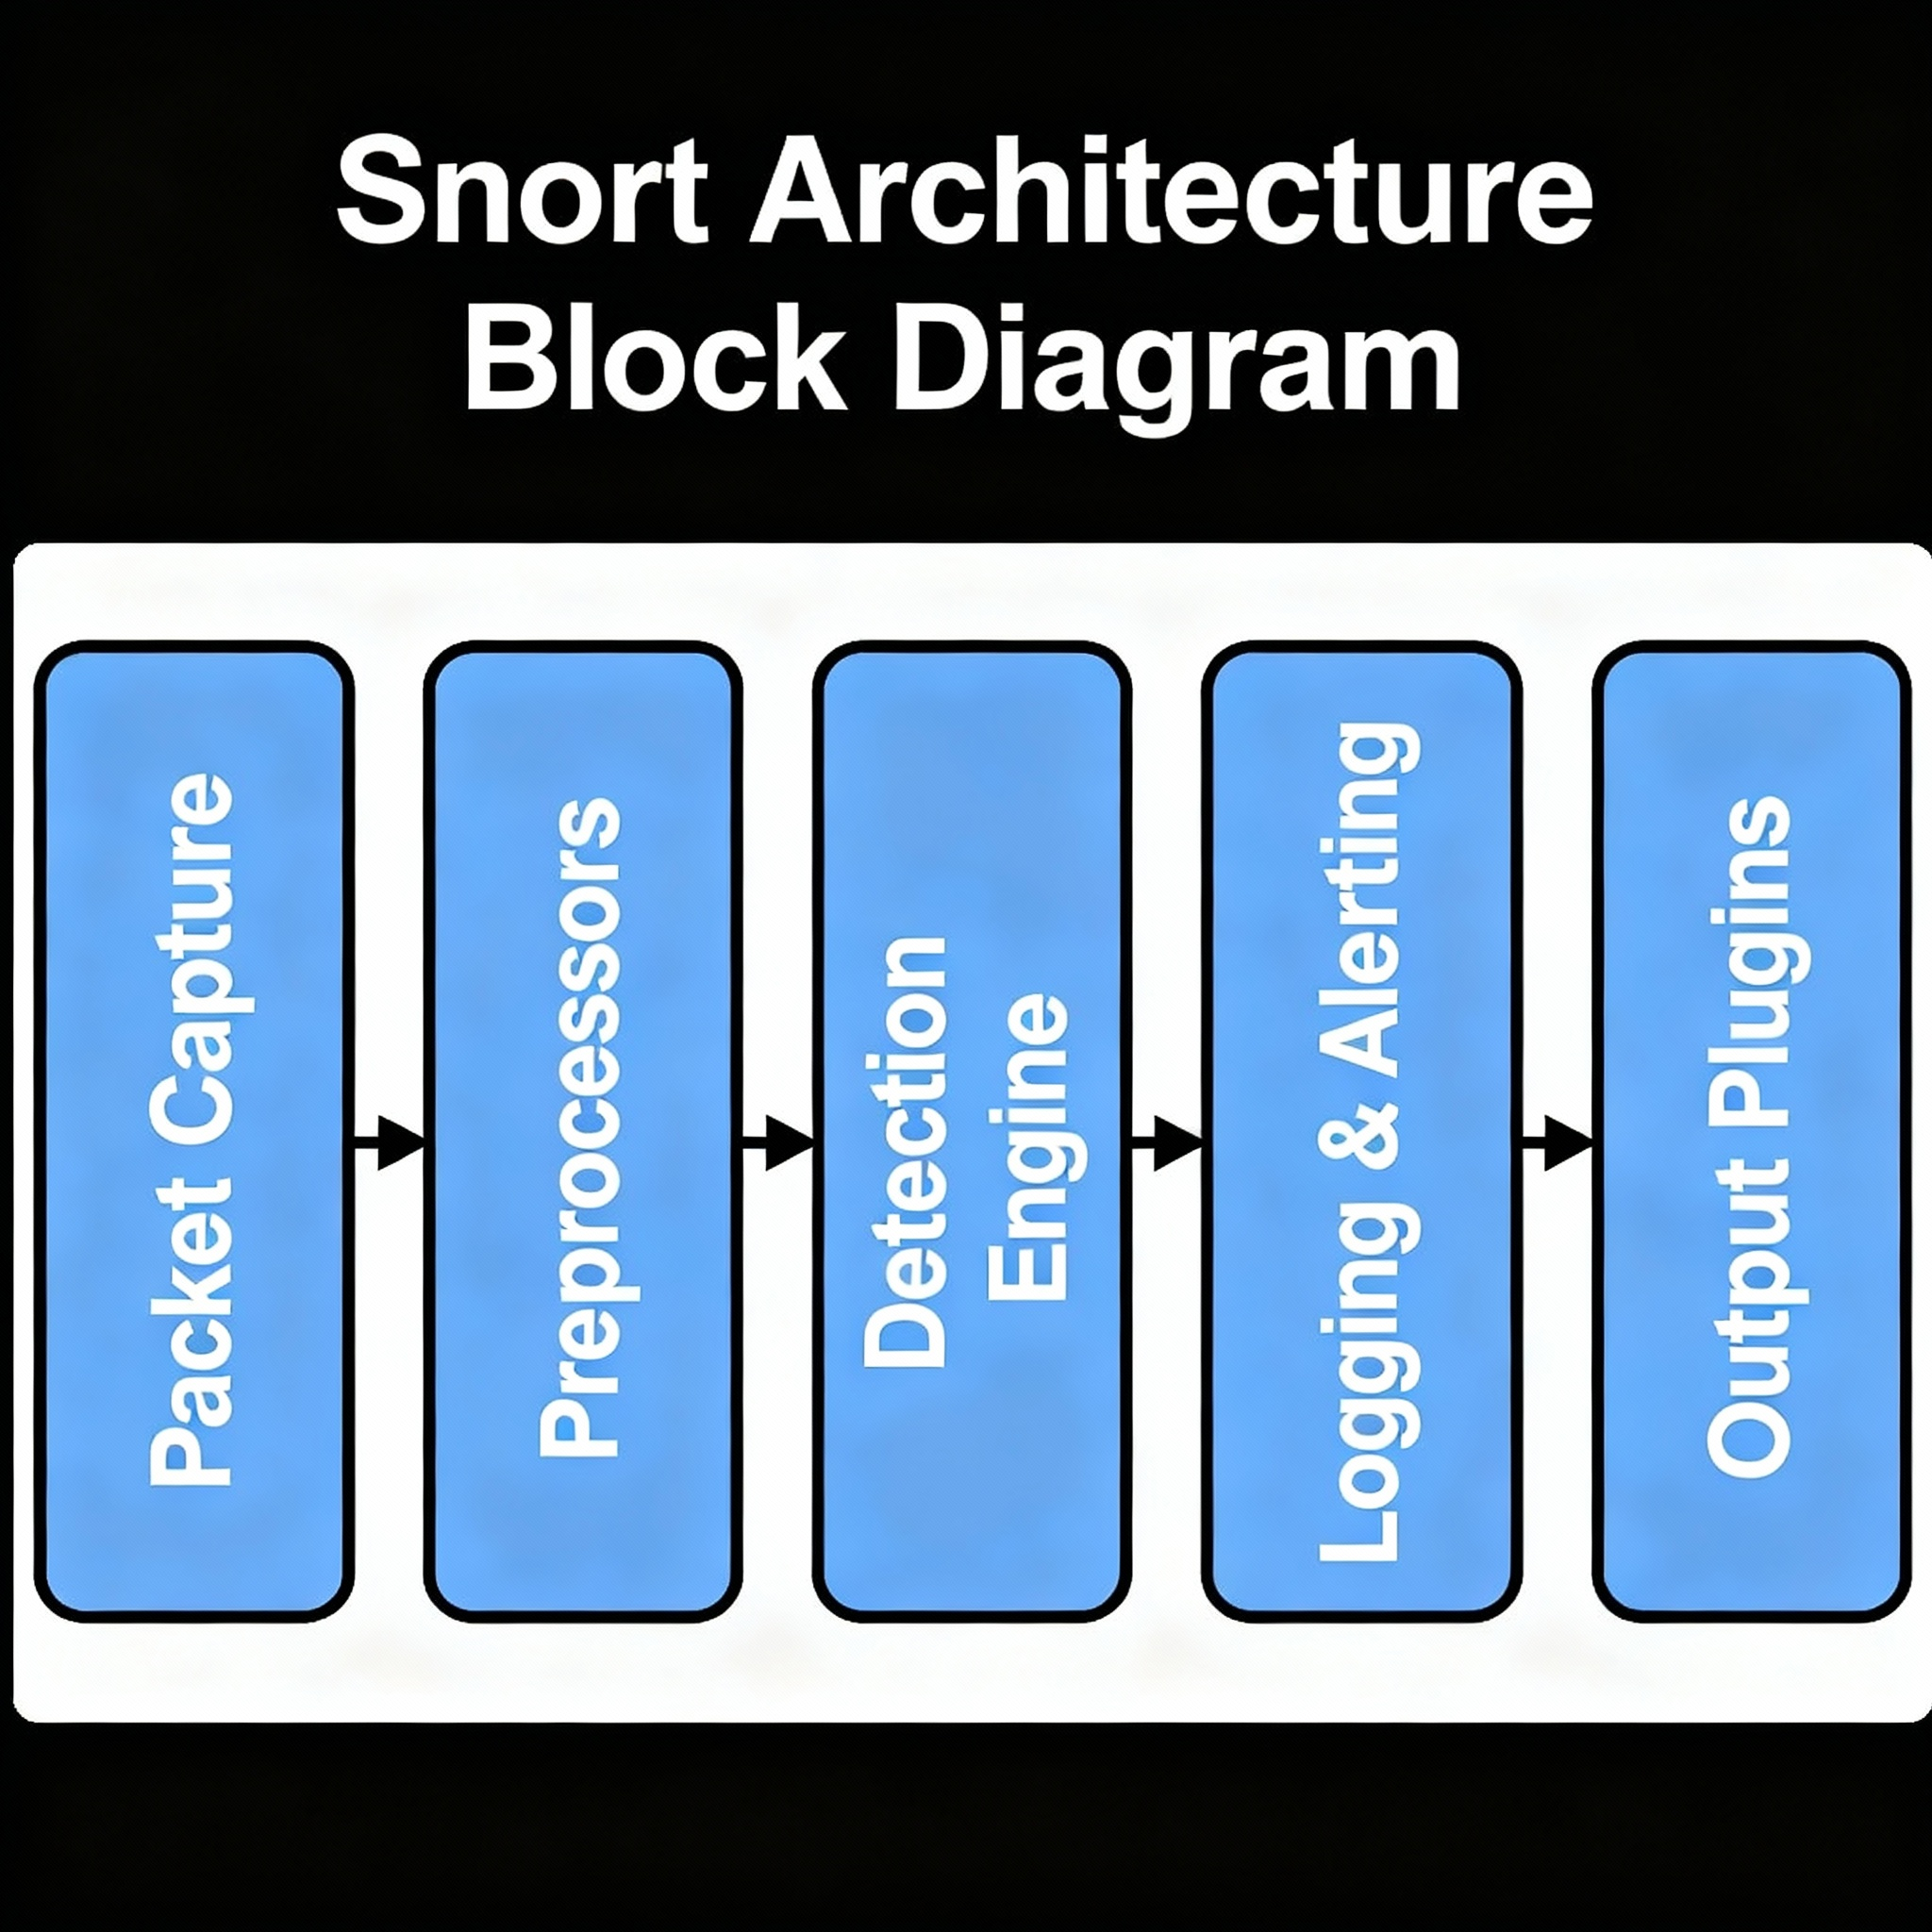 Snort Architecture
Block Diagram
Packet Capture
Preprocessors
Detection
Engine
Logging & Alerting
Output Plugins